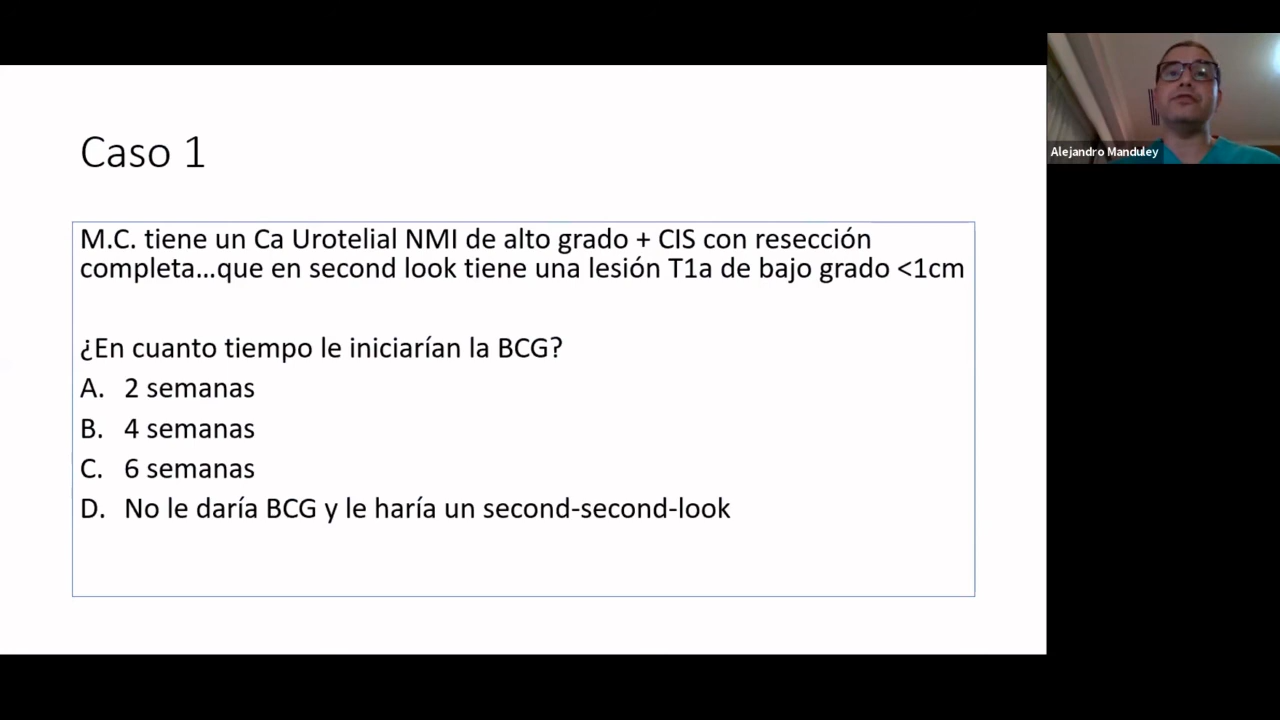 Caso 1
M.C. tiene un Ca Urotelial NMI de alto grado + CIS con resección
completa...que en second look tiene una lesión T1a de bajo grado <1cm
¿En cuanto tiempo le iniciarían la BCG?
A. 2 semanas
B. 4 semanas
C. 6 semanas
D. No le daría BCG y le haría un second-second-look
Alejandro Manduley